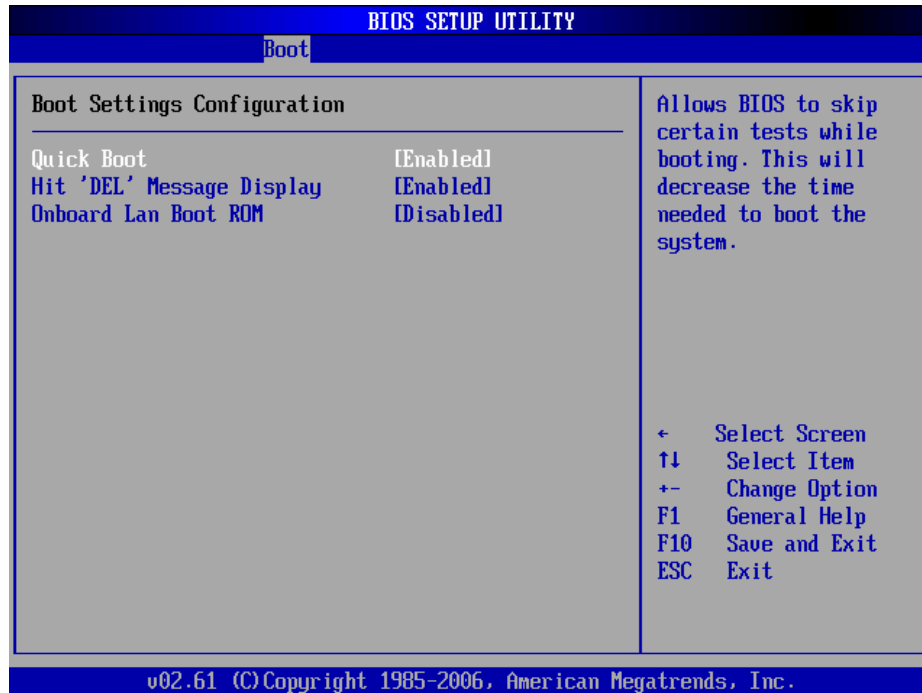 BIOS SETUP UTILITY
Boot
Boot Settings Configuration
Quick Boot [Enabled]
Hit 'DEL' Message Display [Enabled]
Onboard Lan Boot ROM [Disabled]
Allows BIOS to skip
certain tests while
booting. This will
decrease the time
needed to boot the
system.
← Select Screen
↑↓ Select Item
+- Change Option
F1 General Help
F10 Save and Exit
ESC Exit
v02.61 (C)Copyright 1985-2006, American Megatrends, Inc.